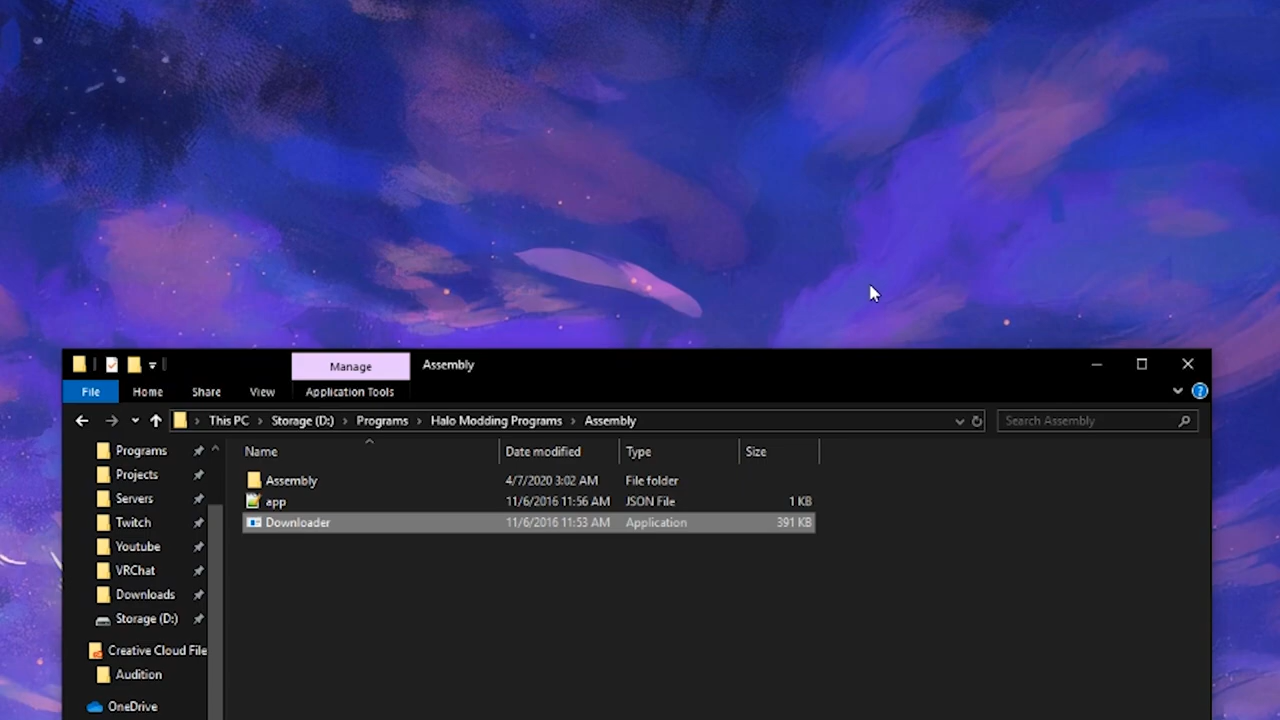 Manage Assembly
File Home Share View Application Tools
This PC Storage (D:) Programs Halo Modding Programs Assembly Search Assembly
Name Date modified Type Size
Programs
Projects
Servers
Twitch
Youtube
VRChat
Downloads
Storage (D:)
Creative Cloud File
Audition
OneDrive
Assembly 4/7/2020 3:02 AM File folder
app 11/6/2016 11:56 AM JSON File 1 KB
Downloader 11/6/2016 11:53 AM Application 391 KB